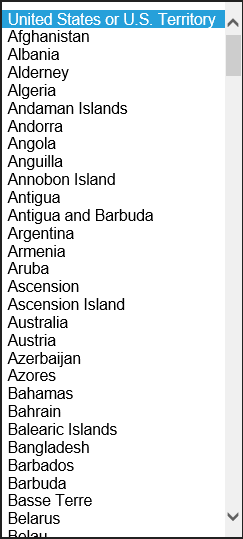 United States or U.S. Territory
Afghanistan
Albania
Alderney
Algeria
Andaman Islands
Andorra
Angola
Anguilla
Annobon Island
Antigua
Antigua and Barbuda
Argentina
Armenia
Aruba
Ascension
Ascension Island
Australia
Austria
Azerbaijan
Azores
Bahamas
Bahrain
Balearic Islands
Bangladesh
Barbados
Barbuda
Basse Terre
Belarus
Belau